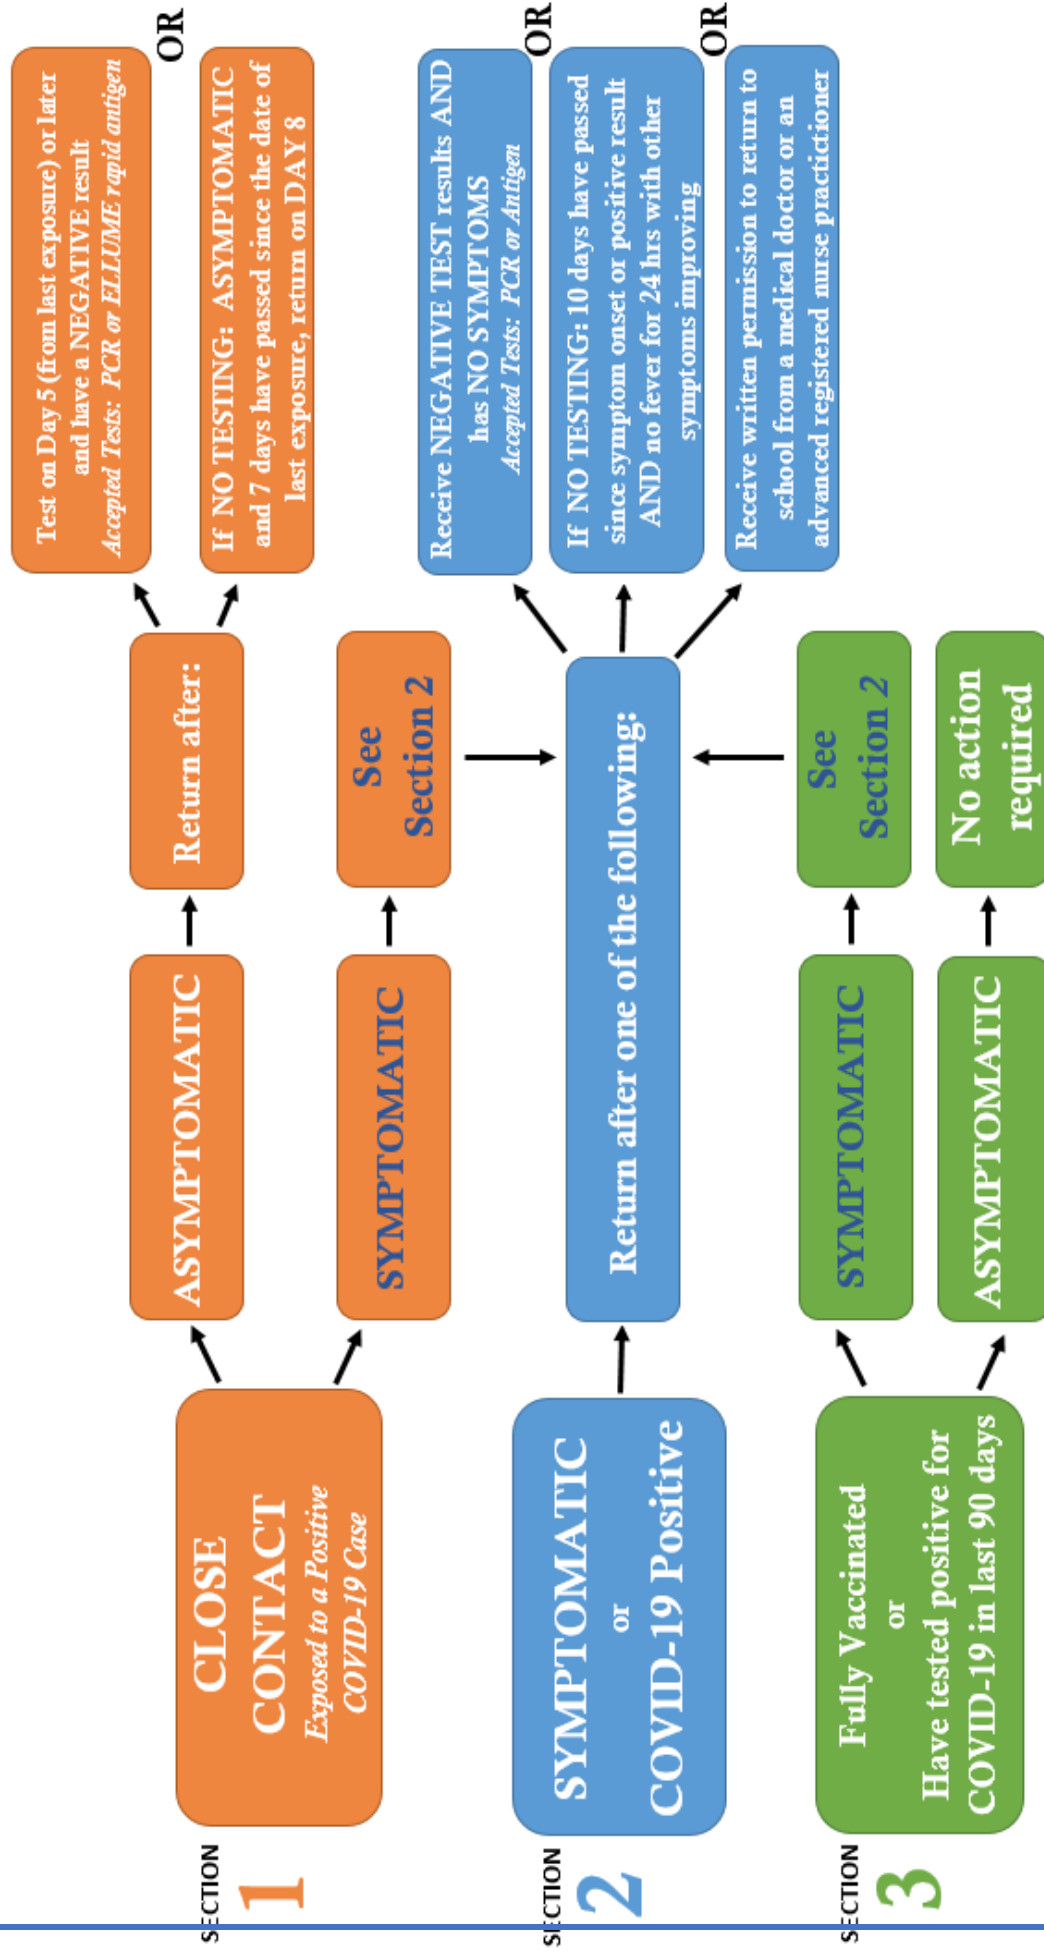 SECTION
1
CLOSE
CONTACT
Exposed to a Positive
COVID-19 Case
ASYMPTOMATIC
Return after:
Test on Day 5 (from last exposure) or later
and have a NEGATIVE result
Accepted Tests: PCR or ELLUME rapid antigen
OR
If NO TESTING: ASYMPTOMATIC
and 7 days have passed since the date of
last exposure, return on DAY 8
SYMPTOMATIC
See
Section 2
SECTION
2
SYMPTOMATIC
or
COVID-19 Positive
Return after one of the following:
Receive NEGATIVE TEST results AND
has NO SYMPTOMS
Accepted Tests: PCR or Antigen
OR
If NO TESTING: 10 days have passed
since symptom onset or positive result
AND no fever for 24 hrs with other
symptoms improving
OR
Receive written permission to return to
school from a medical doctor or an
advanced registered nurse practictioner
SECTION
3
Fully Vaccinated
or
Have tested positive for
COVID-19 in last 90 days
SYMPTOMATIC
See
Section 2
ASYMPTOMATIC
No action
required